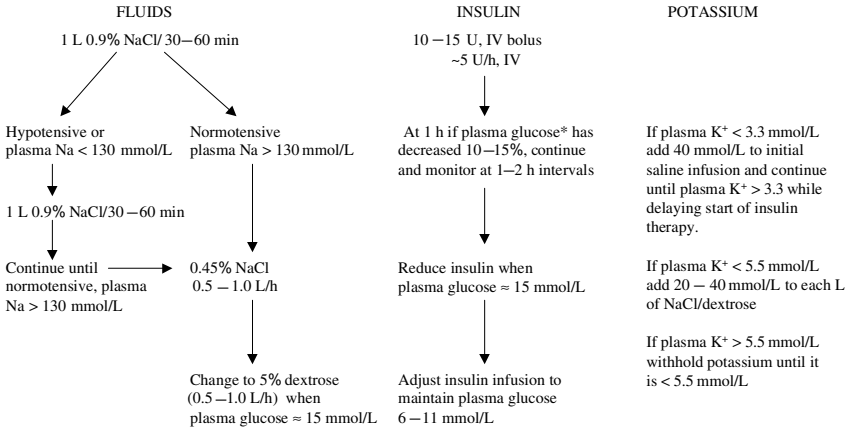 FLUIDS
1 L 0.9% NaCl/ 30–60 min
Hypotensive or
plasma Na < 130 mmol/L
1 L 0.9% NaCl/30–60 min
Continue until
normotensive, plasma
Na > 130 mmol/L
Normotensive
plasma Na > 130 mmol/L
0.45% NaCl
0.5–1.0 L/h
Change to 5% dextrose
(0.5–1.0 L/h) when
plasma glucose ≈ 15 mmol/L
INSULIN
10–15 U, IV bolus
~5 U/h, IV
At 1 h if plasma glucose* has
decreased 10–15%, continue
and monitor at 1–2 h intervals
Reduce insulin when
plasma glucose ≈ 15 mmol/L
Adjust insulin infusion to
maintain plasma glucose
6–11 mmol/L
POTASSIUM
If plasma K⁺ < 3.3 mmol/L
add 40 mmol/L to initial
saline infusion and continue
until plasma K⁺ > 3.3 while
delaying start of insulin
therapy.
If plasma K⁺ < 5.5 mmol/L
add 20–40 mmol/L to each L
of NaCl/dextrose
If plasma K⁺ > 5.5 mmol/L
withhold potassium until it
is < 5.5 mmol/L